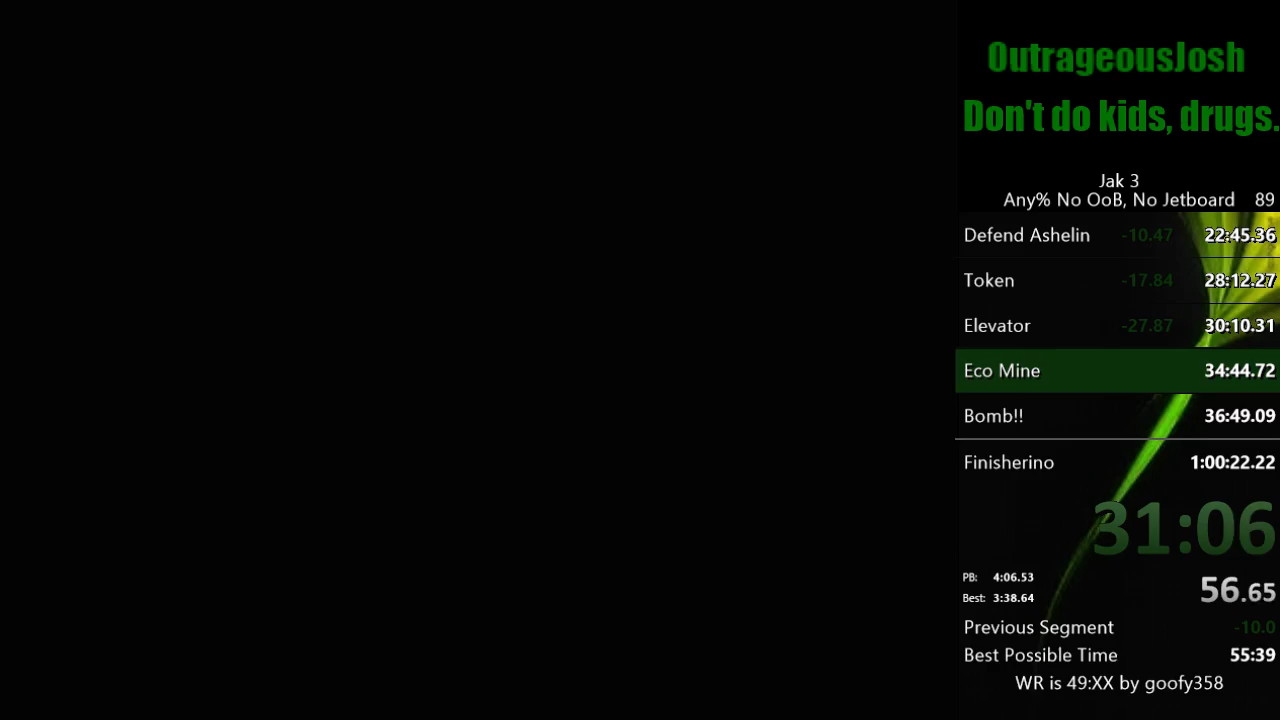 OutrageousJosh
Don't do kids, drugs.
Jak 3
Any% No OoB, No Jetboard 89
Defend Ashelin -10.47 22:45.36
Token -17.84 28:12.27
Elevator -27.87 30:10.31
Eco Mine 34:44.72
Bomb!! 36:49.09
Finisherino 1:00:22.22
31:06
PB: 4:06.53
56.65
Best: 3:38.64
Previous Segment -10.0
Best Possible Time 55:39
WR is 49:XX by goofy358